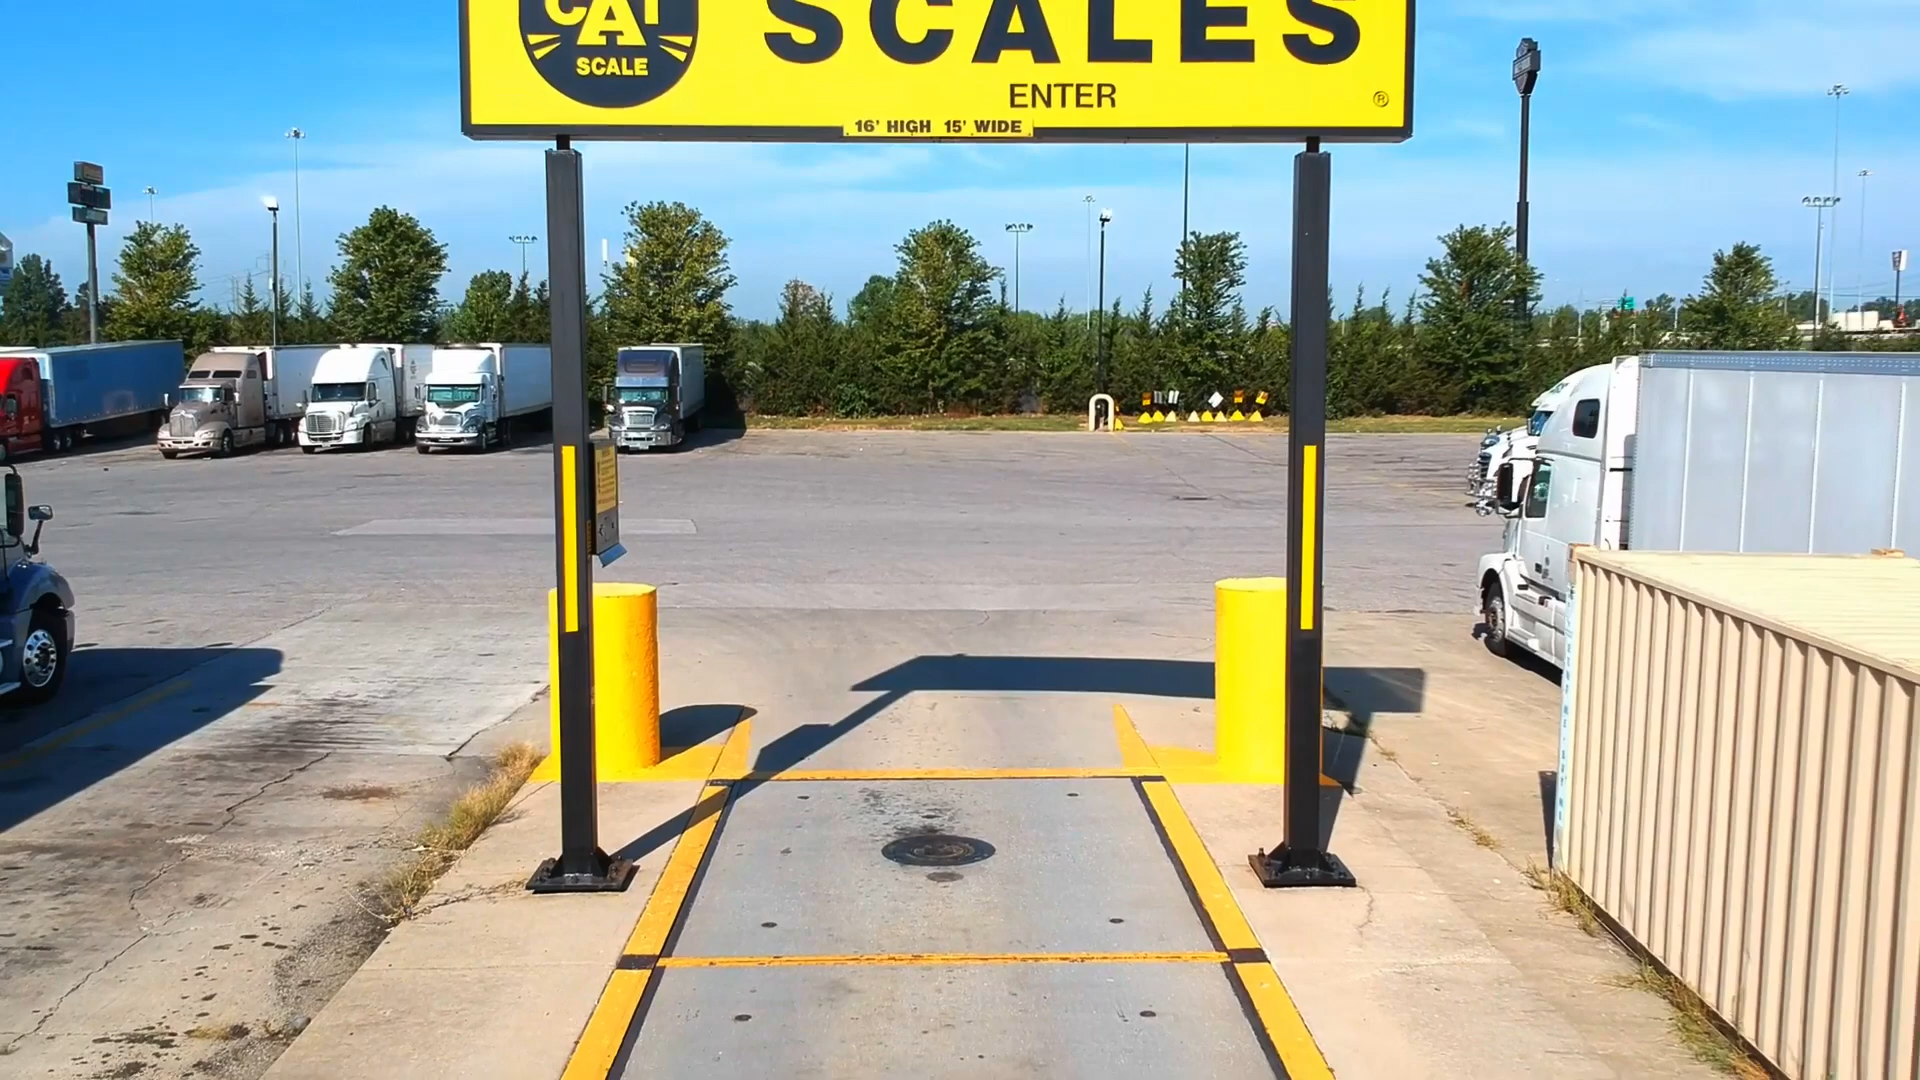 CAT
SCALE
SCALES
ENTER
16' HIGH 15' WIDE
®